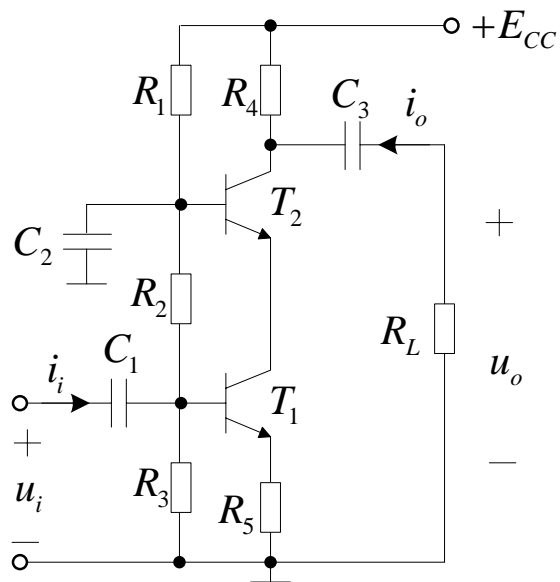 +E_CC
R_1
R_4
C_3
i_o
T_2
+
C_2
R_2
R_L
C_1
i_i
T_1
u_o
+
R_3
−
u_i
R_5
−